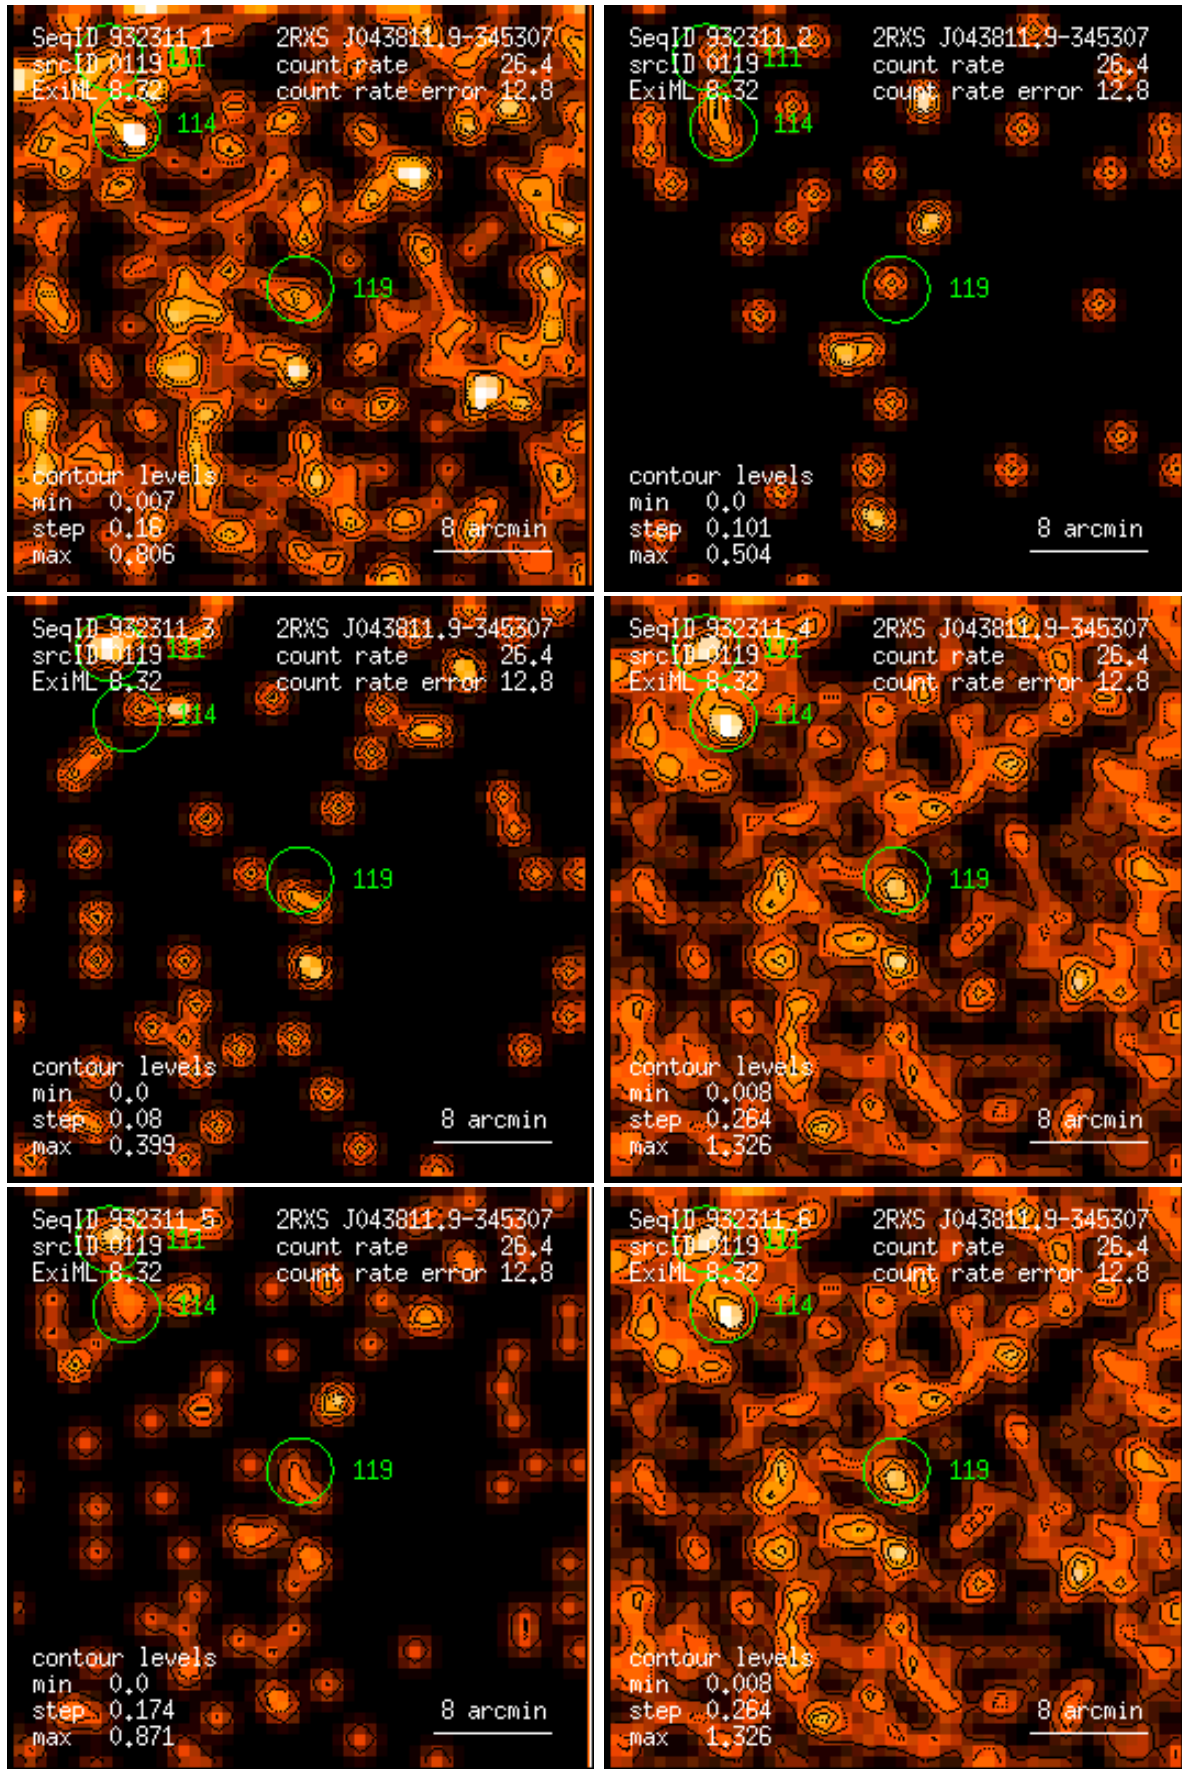 SeqID 932311_1 2RXS J043811.9-345307
srcID 0119 111 count rate 26.4
ExiML 8.32 count rate error 12.8
114
119
contour levels
min 0.007
step 0.16 8 arcmin
max 0.806
SeqID 932311_2 2RXS J043811.9-345307
srcID 0119 111 count rate 26.4
ExiML 8.32 count rate error 12.8
114
119
contour levels
min 0.0
step 0.101 8 arcmin
max 0.504
SeqID 932311_3 2RXS J043811.9-345307
srcID 0119 111 count rate 26.4
ExiML 8.32 count rate error 12.8
114
119
contour levels
min 0.0
step 0.08 8 arcmin
max 0.399
SeqID 932311_4 2RXS J043811.9-345307
srcID 0119 111 count rate 26.4
ExiML 8.32 count rate error 12.8
114
119
contour levels
min 0.008
step 0.264 8 arcmin
max 1.326
SeqID 932311_5 2RXS J043811.9-345307
srcID 0119 111 count rate 26.4
ExiML 8.32 count rate error 12.8
114
119
contour levels
min 0.0
step 0.174 8 arcmin
max 0.871
SeqID 932311_6 2RXS J043811.9-345307
srcID 0119 111 count rate 26.4
ExiML 8.32 count rate error 12.8
114
119
contour levels
min 0.008
step 0.264 8 arcmin
max 1.326